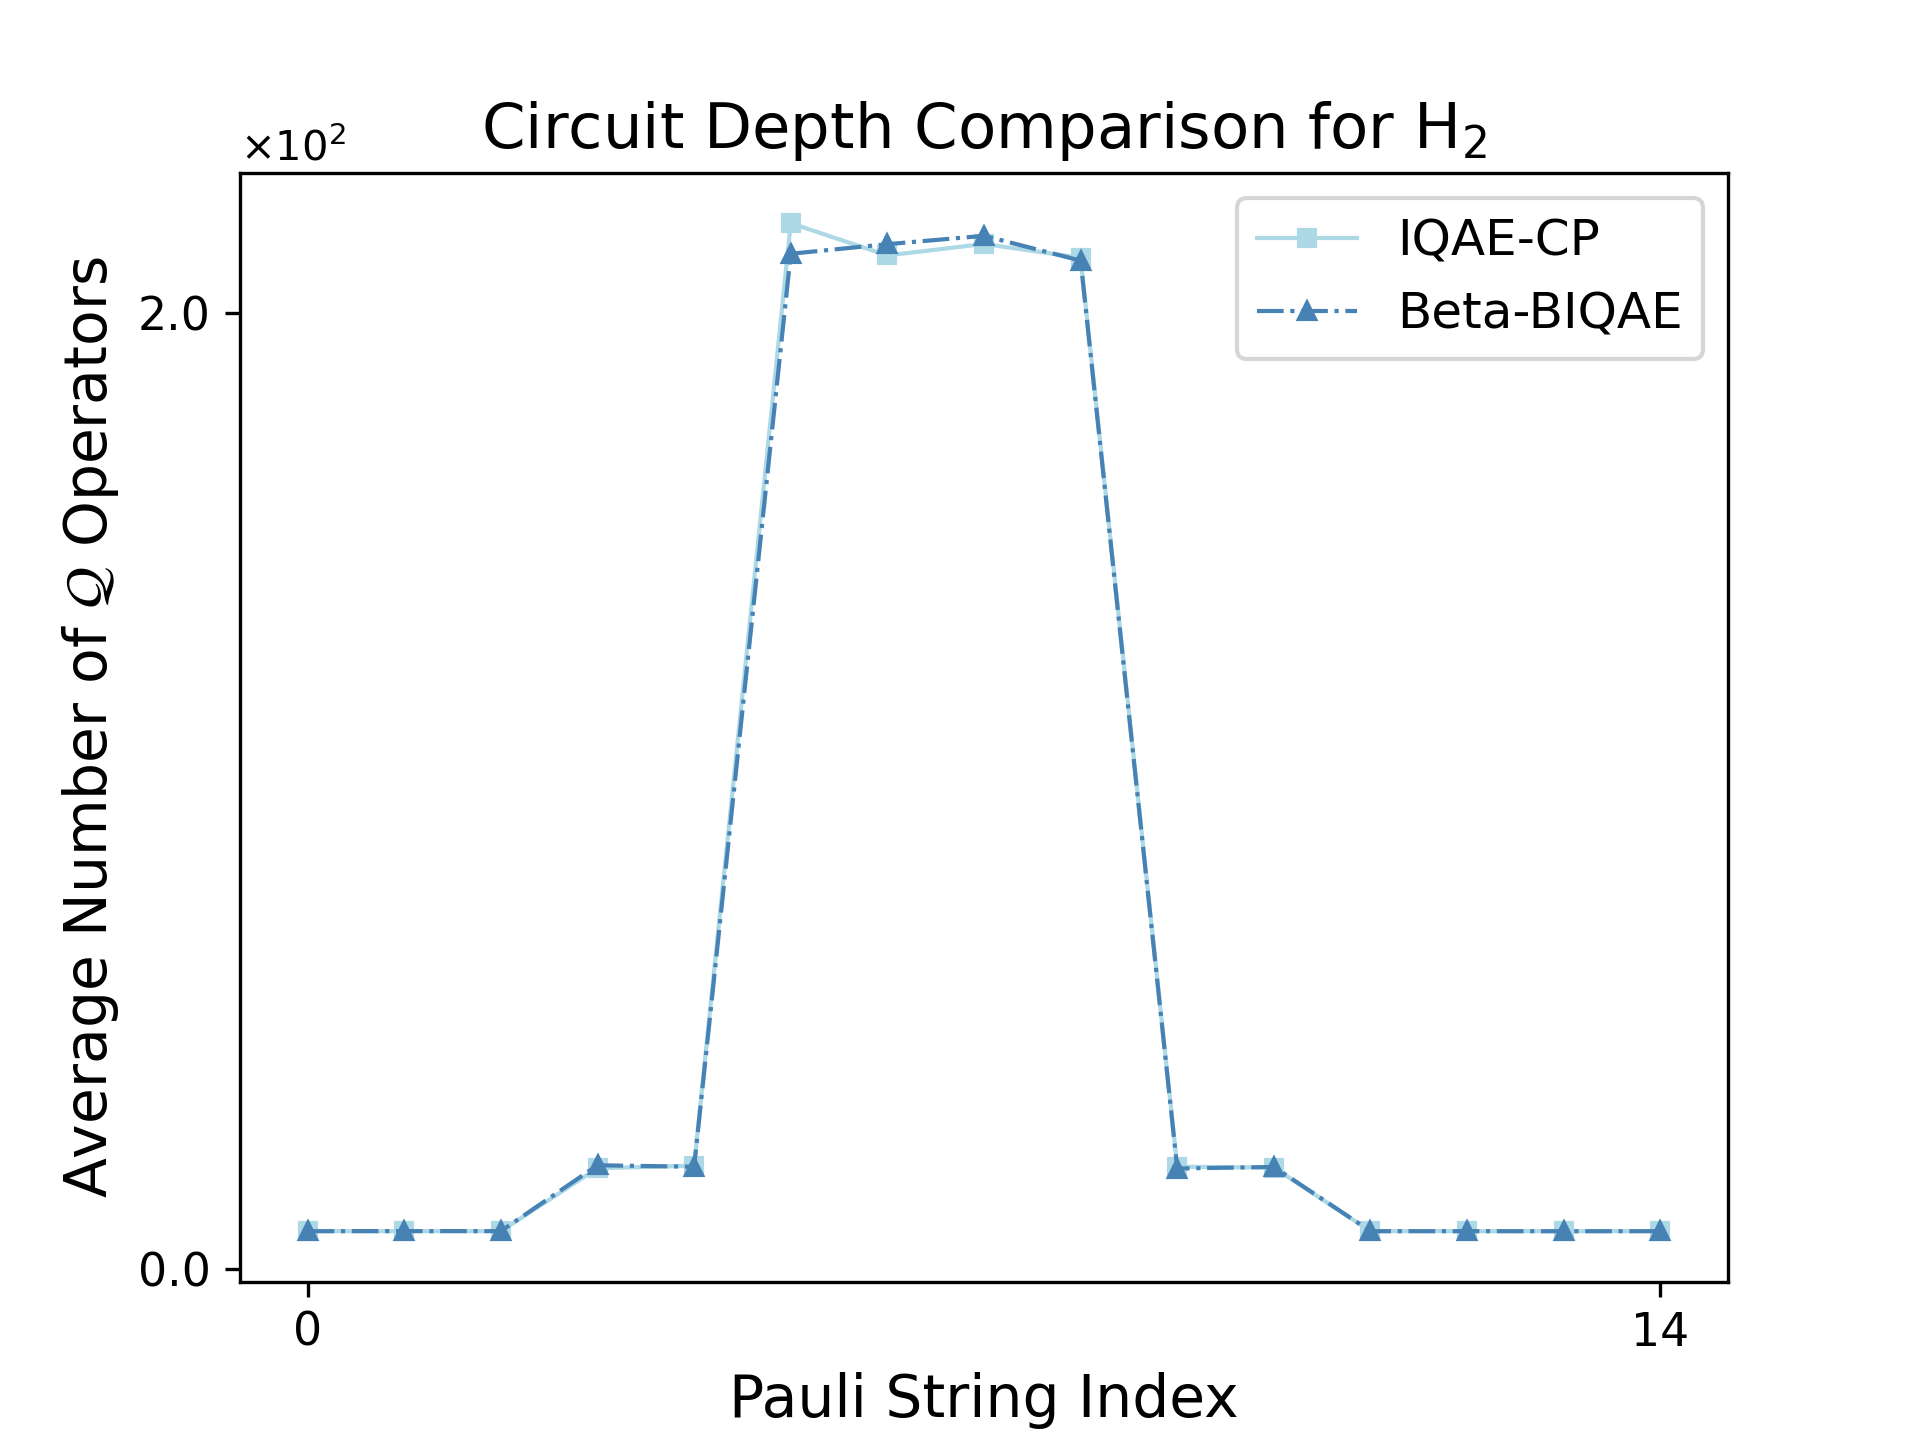 Circuit Depth Comparison for H₂
×10²
IQAE-CP
Beta-BIQAE
Average Number of 𝒬 Operators
2.0
0.0
0
14
Pauli String Index